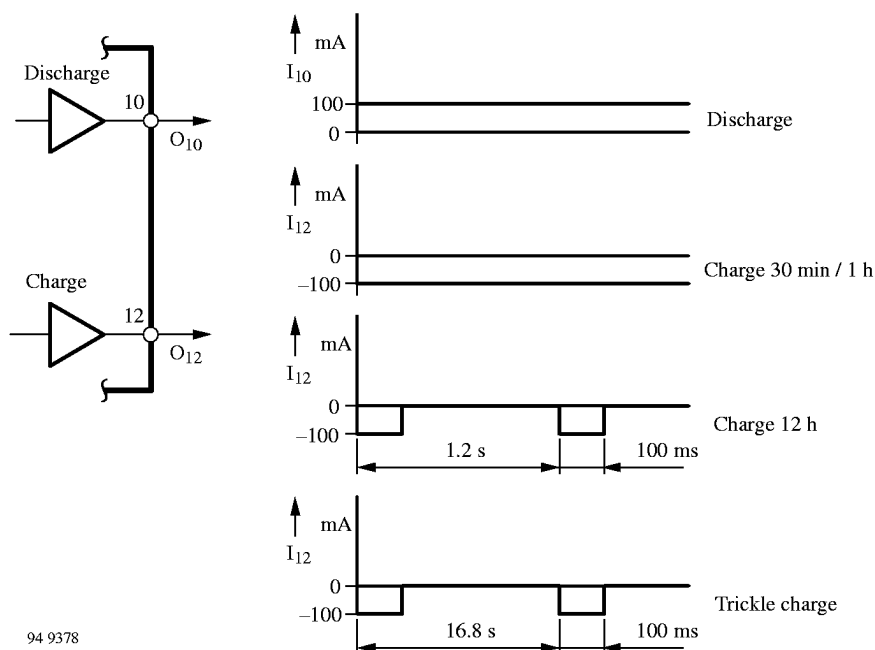 Discharge
10
O10
Charge
12
O12
mA
I10
100
0
Discharge
mA
I12
0
–100
Charge 30 min / 1 h
mA
I12
0
–100
Charge 12 h
1.2 s
100 ms
mA
I12
0
–100
Trickle charge
16.8 s
100 ms
94 9378